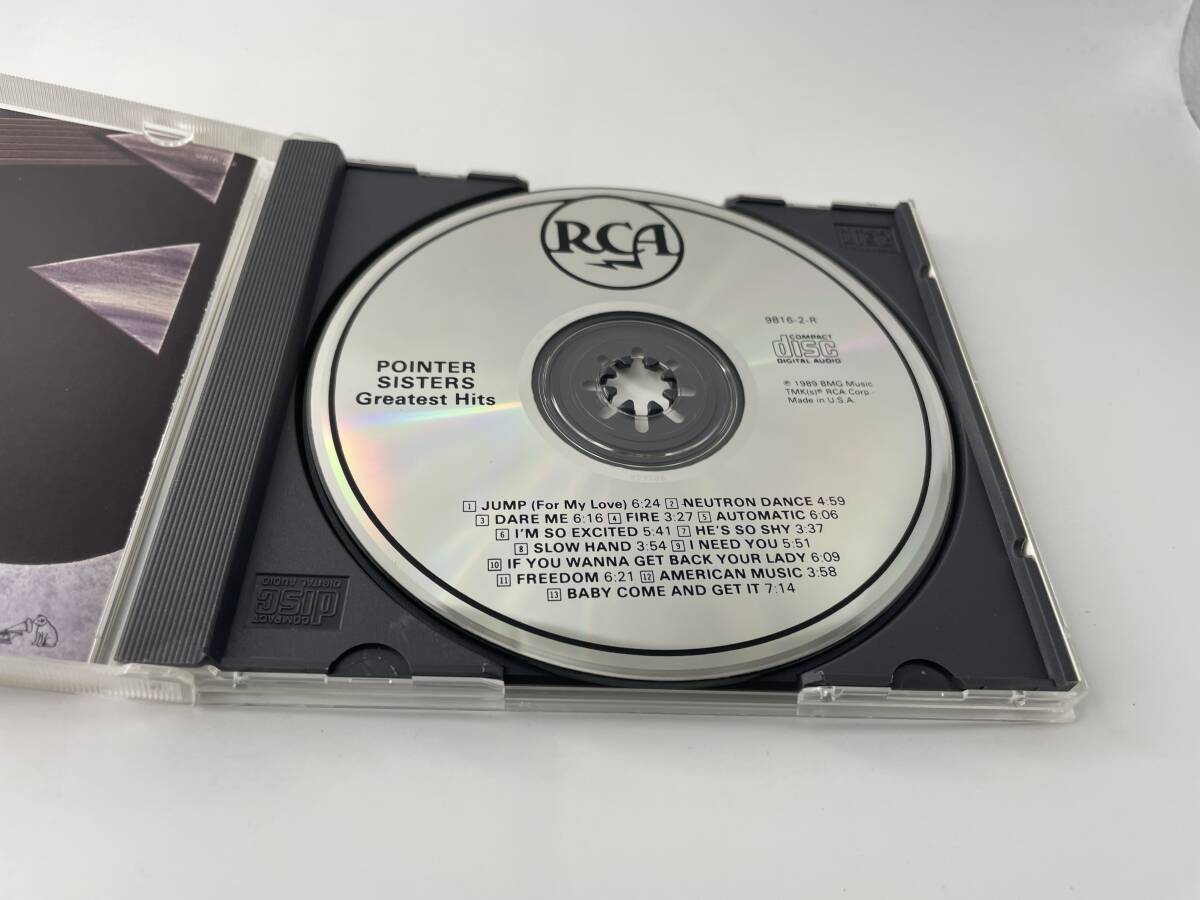 RCA
9816-2-R
COMPACT
disc
DIGITAL AUDIO
POINTER
SISTERS
Greatest Hits
℗ 1989 BMG Music
TMK(s)® RCA Corp.
Made in U.S.A.
1 JUMP (For My Love) 6:24 2 NEUTRON DANCE 4:59
3 DARE ME 6:16 4 FIRE 3:27 5 AUTOMATIC 6:06
6 I'M SO EXCITED 5:41 7 HE'S SO SHY 3:37
8 SLOW HAND 3:54 9 I NEED YOU 5:51
10 IF YOU WANNA GET BACK YOUR LADY 6:09
11 FREEDOM 6:21 12 AMERICAN MUSIC 3:58
13 BABY COME AND GET IT 7:14
COMPACT
disc
DIGITAL AUDIO